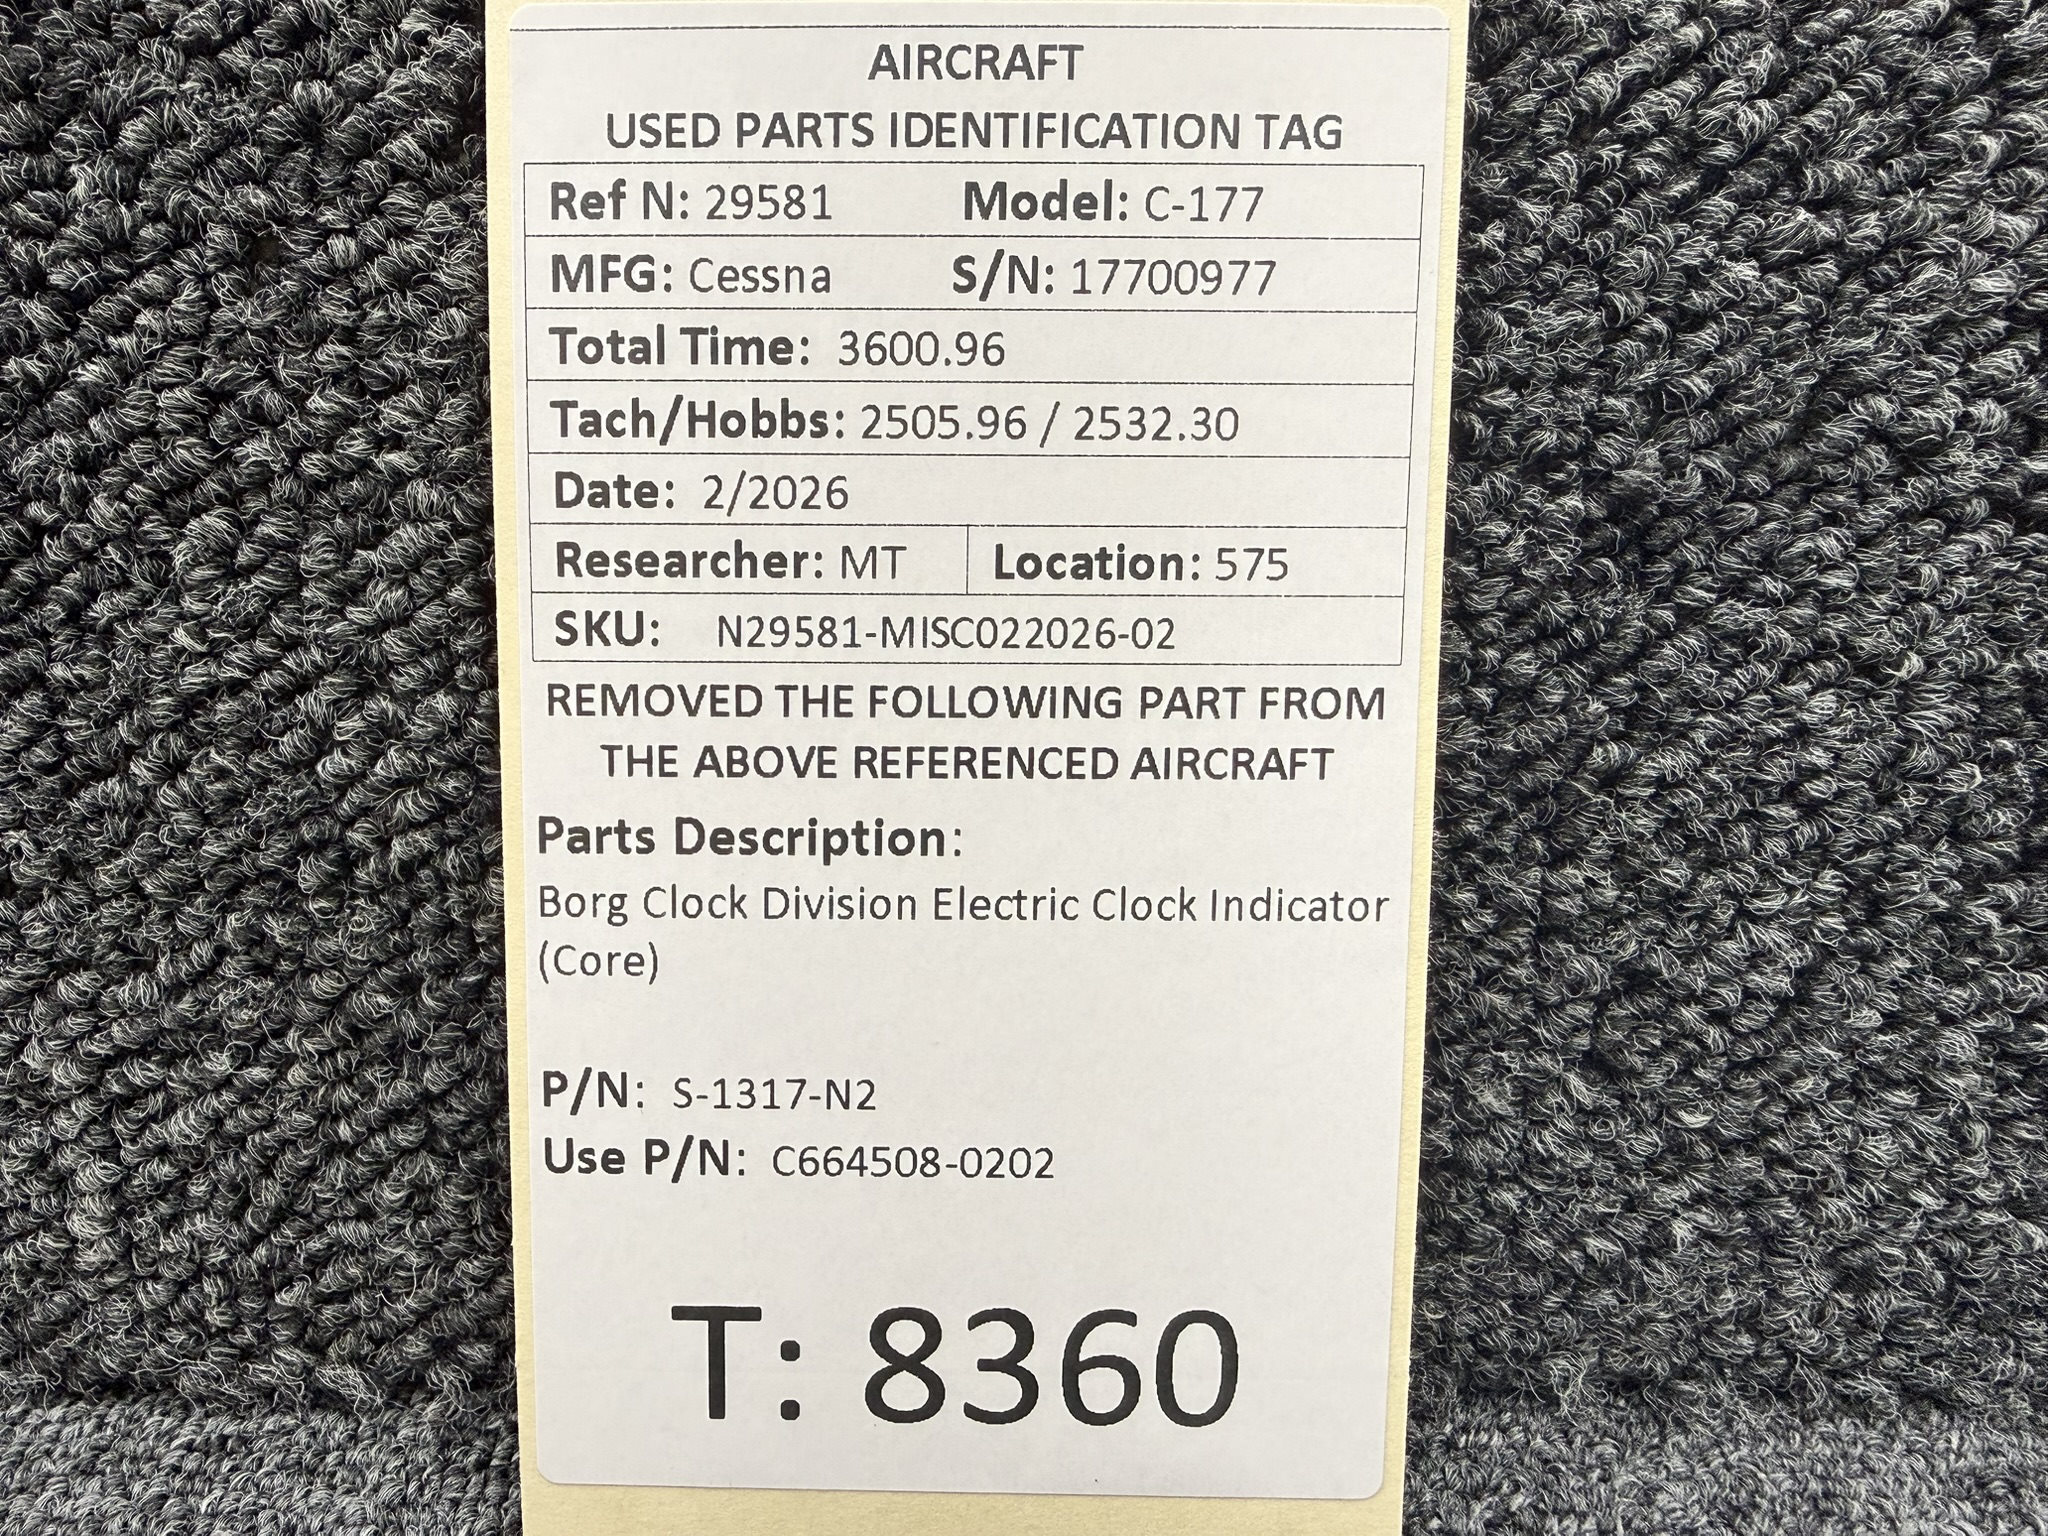 AIRCRAFT
USED PARTS IDENTIFICATION TAG
Ref N: 29581 Model: C-177
MFG: Cessna S/N: 17700977
Total Time: 3600.96
Tach/Hobbs: 2505.96 / 2532.30
Date: 2/2026
Researcher: MT Location: 575
SKU: N29581-MISC022026-02
REMOVED THE FOLLOWING PART FROM
THE ABOVE REFERENCED AIRCRAFT
Parts Description:
Borg Clock Division Electric Clock Indicator
(Core)
P/N: S-1317-N2
Use P/N: C664508-0202
T: 8360